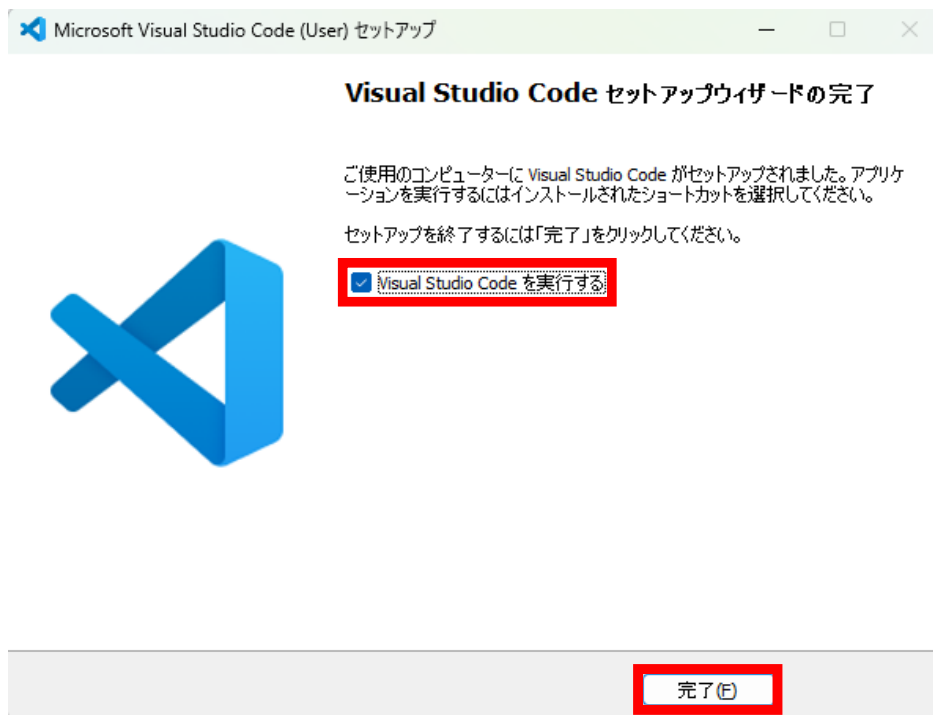 Microsoft Visual Studio Code (User) セットアップ
Visual Studio Code セットアップウィザードの完了
ご使用のコンピューターに Visual Studio Code がセットアップされました。アプリケ
ーションを実行するにはインストールされたショートカットを選択してください。
セットアップを終了するには「完了」をクリックしてください。
Visual Studio Code を実行する
完了(F)